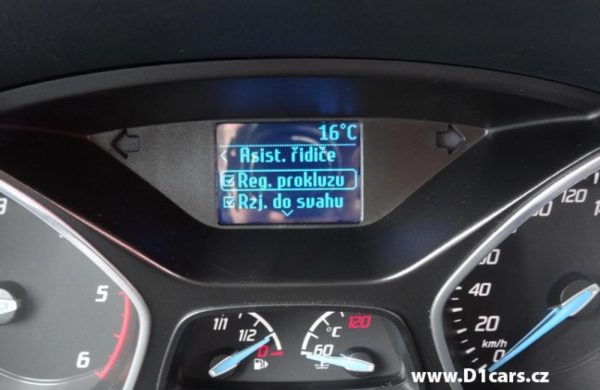 16°C
Asist. řidiče
Reg. prokluzu
Rzj. do svahu
3
5
6
1/1
1/2
0
°C
120
60
120
100
80
40
20
0
km/h
www.D1cars.cz